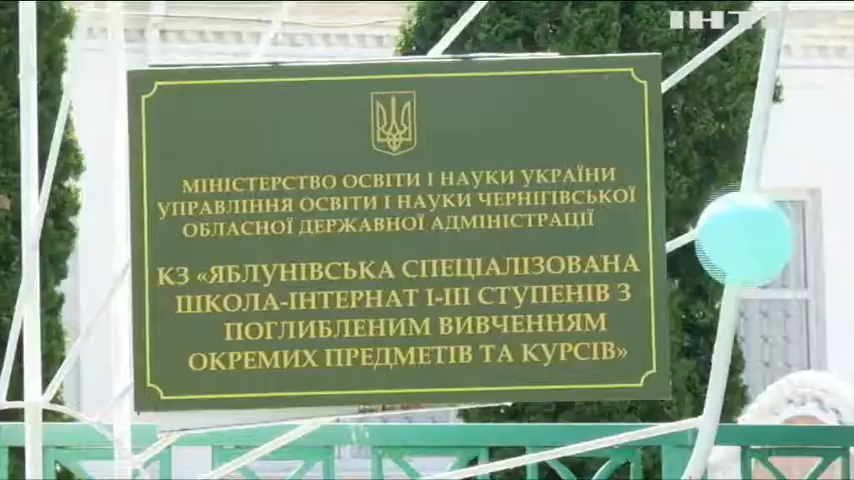 ІНТ
МІНІСТЕРСТВО ОСВІТИ І НАУКИ УКРАЇНИ
УПРАВЛІННЯ ОСВІТИ І НАУКИ ЧЕРНІГІВСЬКОЇ
ОБЛАСНОЇ ДЕРЖАВНОЇ АДМІНІСТРАЦІЇ
КЗ «ЯБЛУНІВСЬКА СПЕЦІАЛІЗОВАНА
ШКОЛА-ІНТЕРНАТ І-ІІІ СТУПЕНІВ З
ПОГЛИБЛЕНИМ ВИВЧЕННЯМ
ОКРЕМИХ ПРЕДМЕТІВ ТА КУРСІВ»